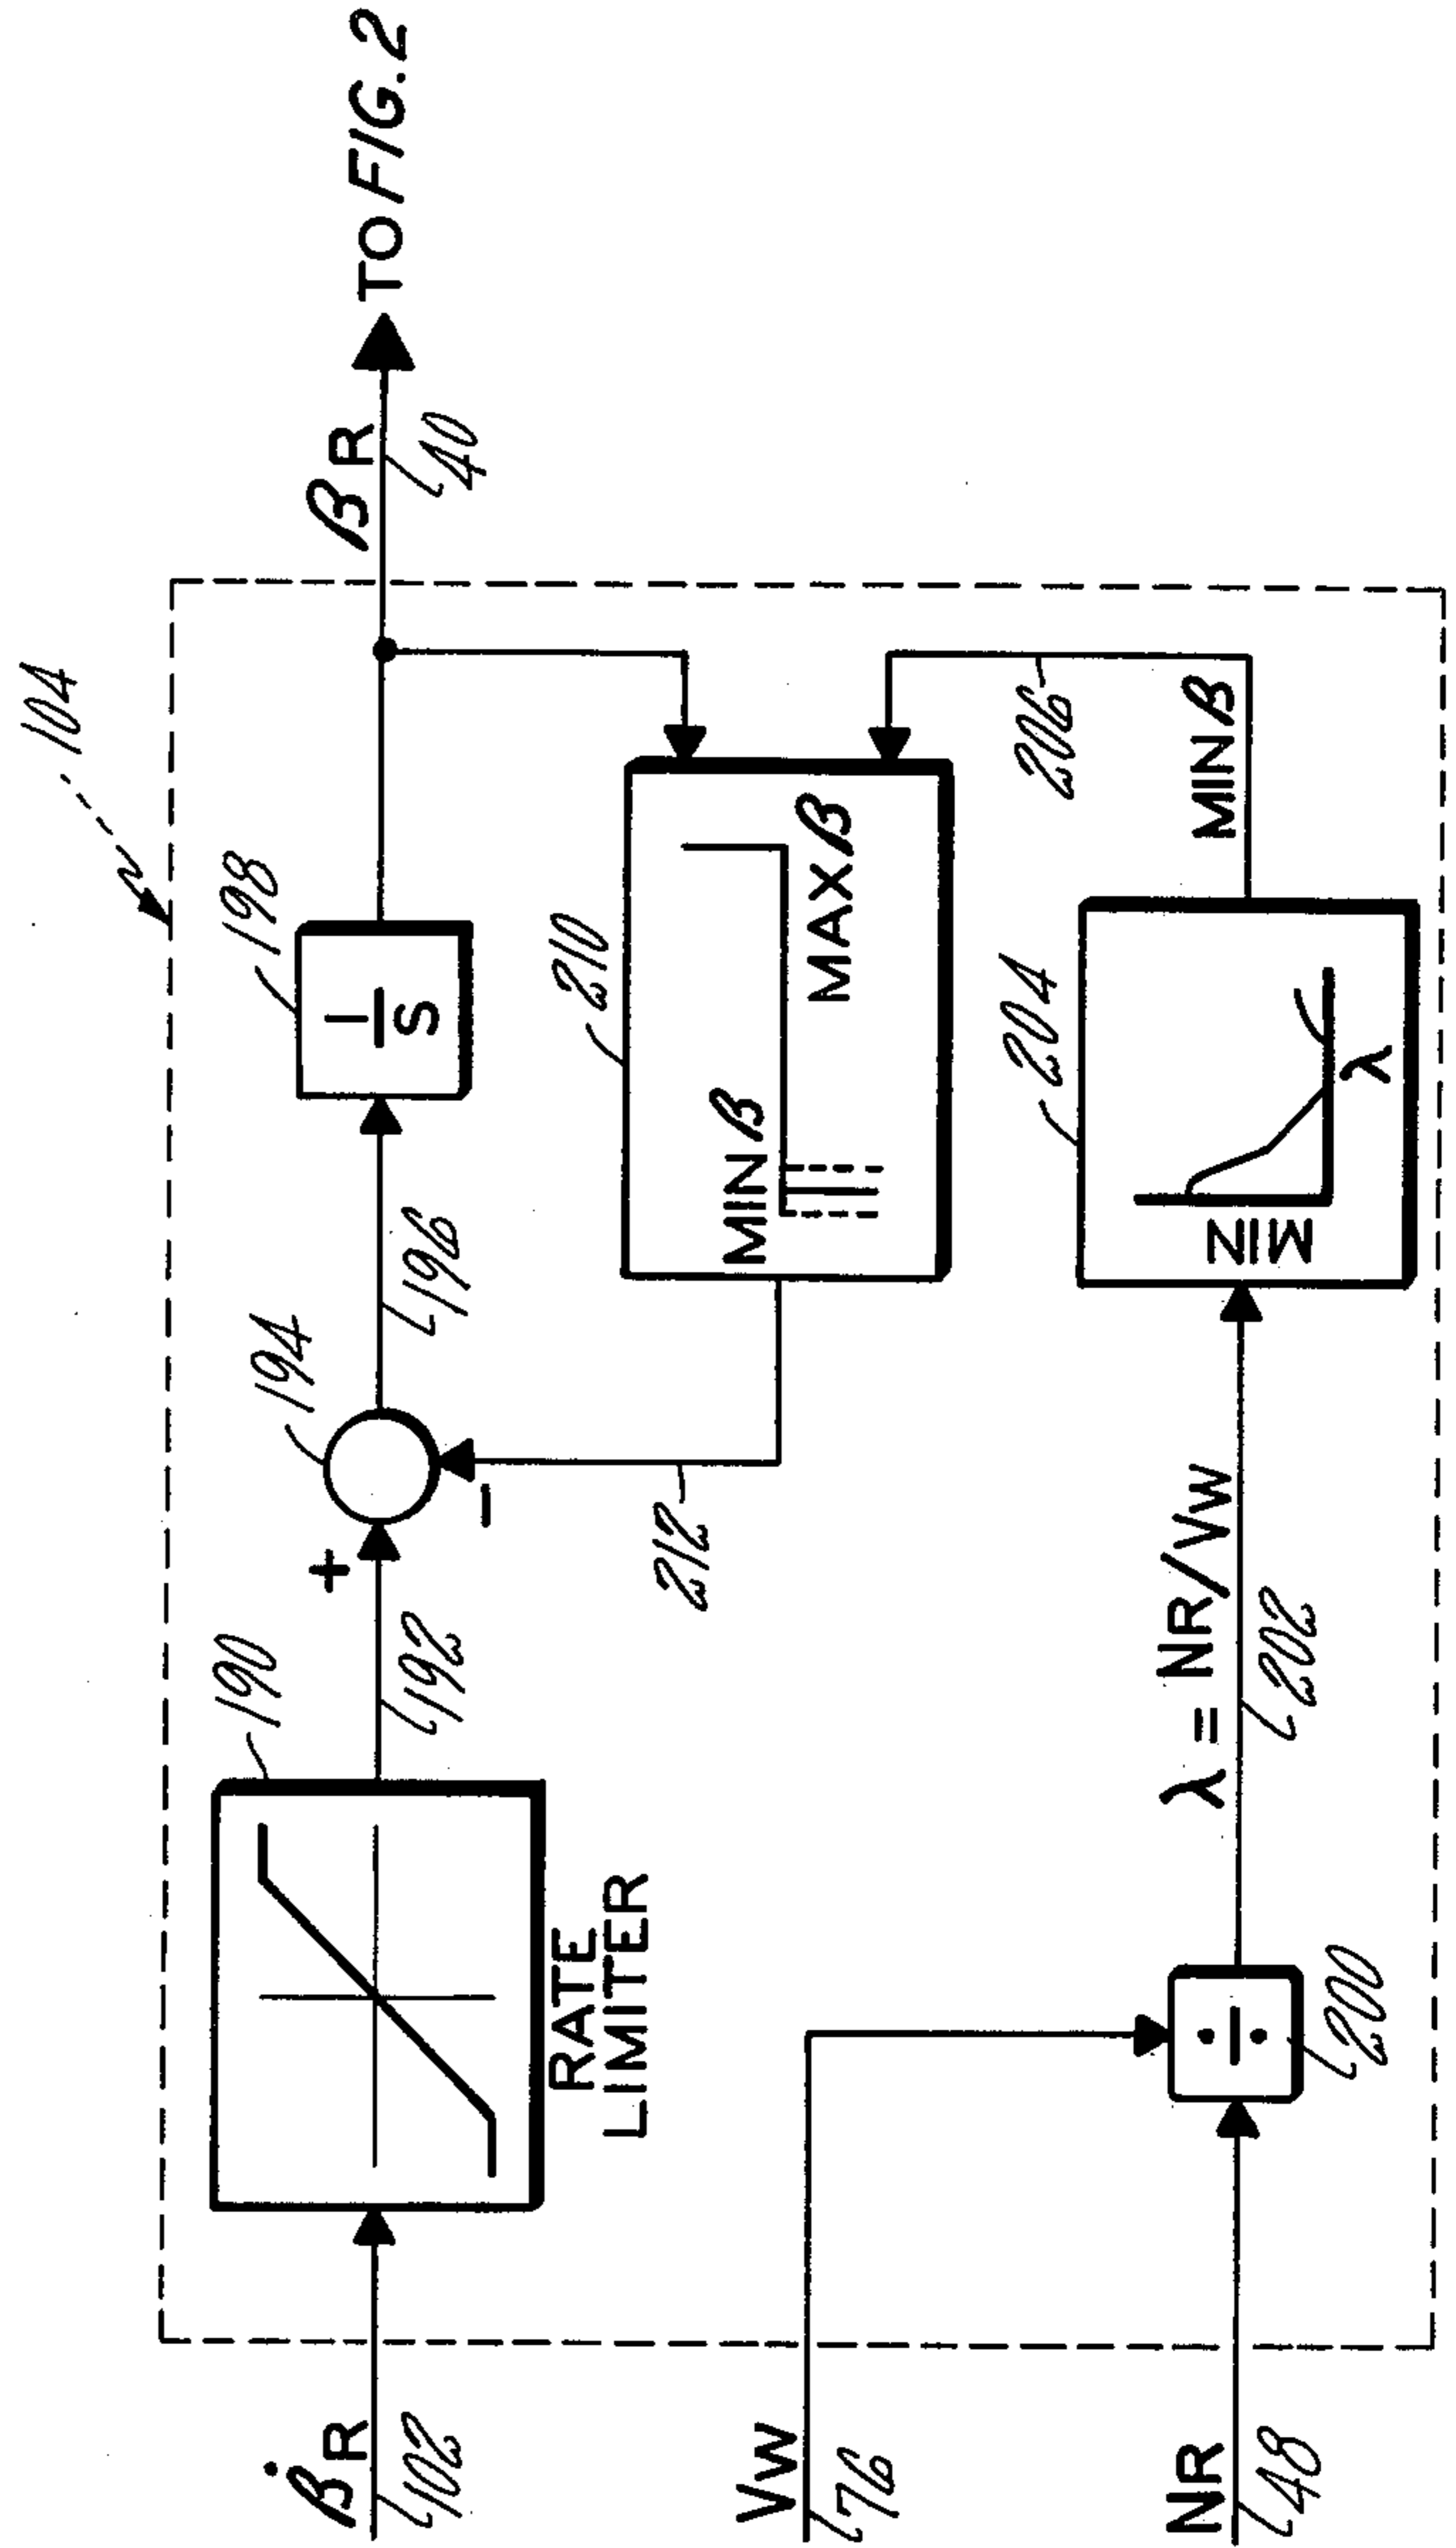 104
β̇R
102
190
RATE
LIMITER
192
+
194
-
196
198
1
S
βR
40
TO FIG. 2
212
210
MIN β
MAX β
206
VW
76
NR
48
÷
200
λ = NR/VW
202
204
MIN
λ
MIN β